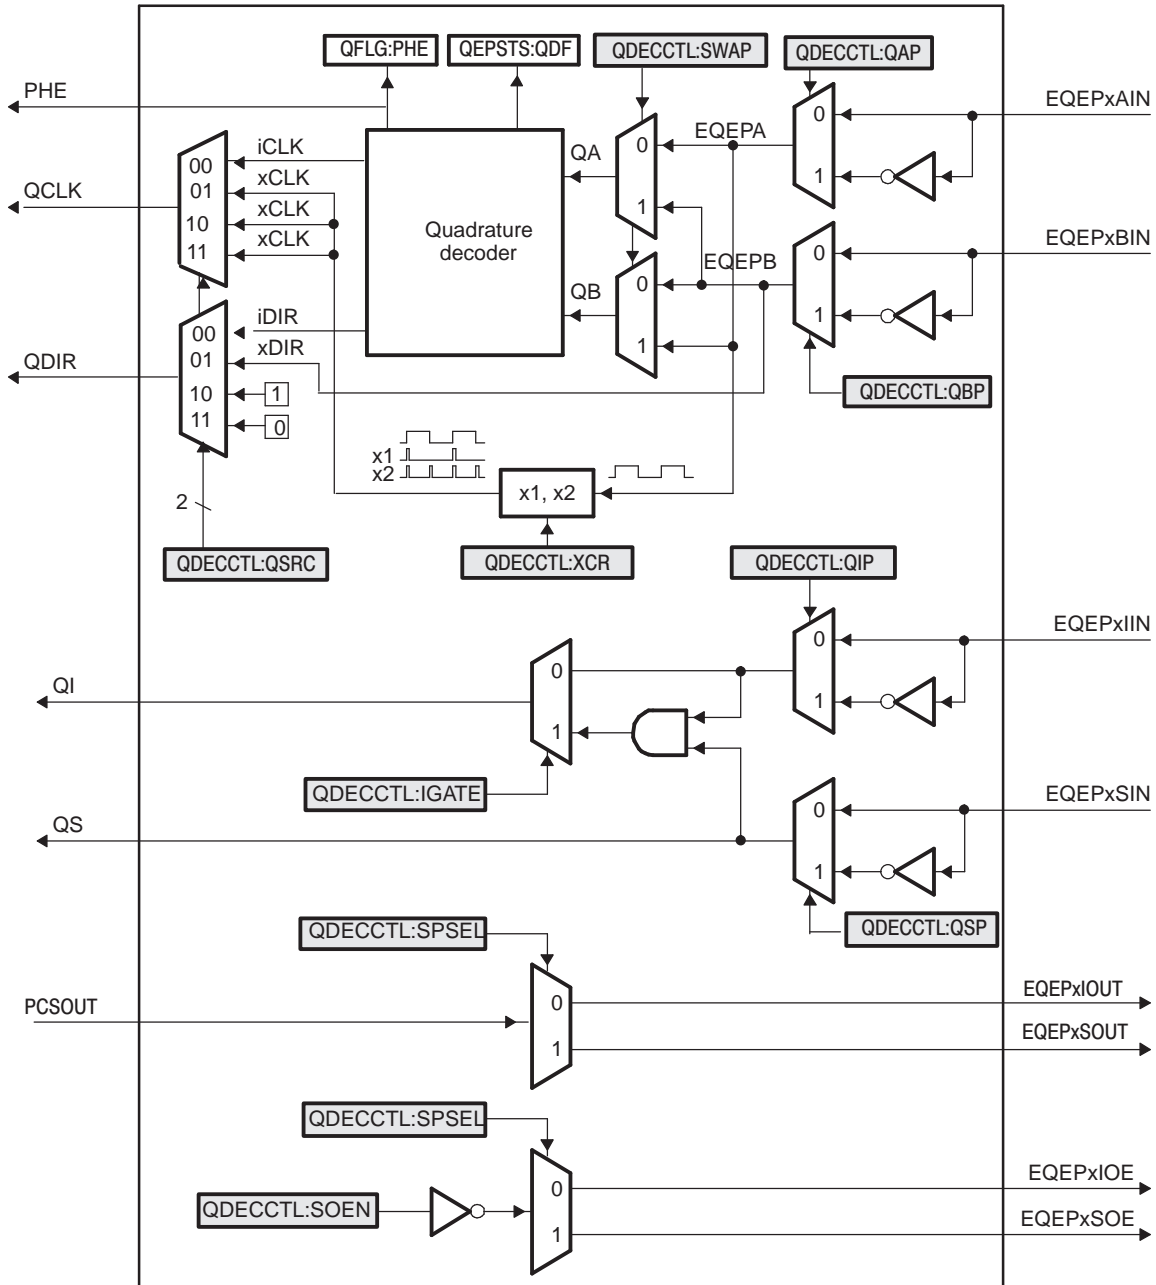 QFLG:PHE
QEPSTS:QDF
QDECCTL:SWAP
QDECCTL:QAP
PHE
EQEPxAIN
0
EQEPA
0
QA
iCLK
00
xCLK
01
1
QCLK
xCLK
10
1
xCLK
11
Quadrature
decoder
EQEPxBIN
0
EQEPB
0
QB
iDIR
00
1
xDIR
01
1
QDIR
10
1
QDECCTL:QBP
11
0
x1
x2
x1, x2
2
QDECCTL:QSRC
QDECCTL:XCR
QDECCTL:QIP
EQEPxIIN
0
0
QI
1
1
QDECCTL:IGATE
EQEPxSIN
0
QS
1
QDECCTL:QSP
QDECCTL:SPSEL
PCSOUT
0
EQEPxIOUT
1
EQEPxSOUT
QDECCTL:SPSEL
0
EQEPxIOE
QDECCTL:SOEN
1
EQEPxSOE